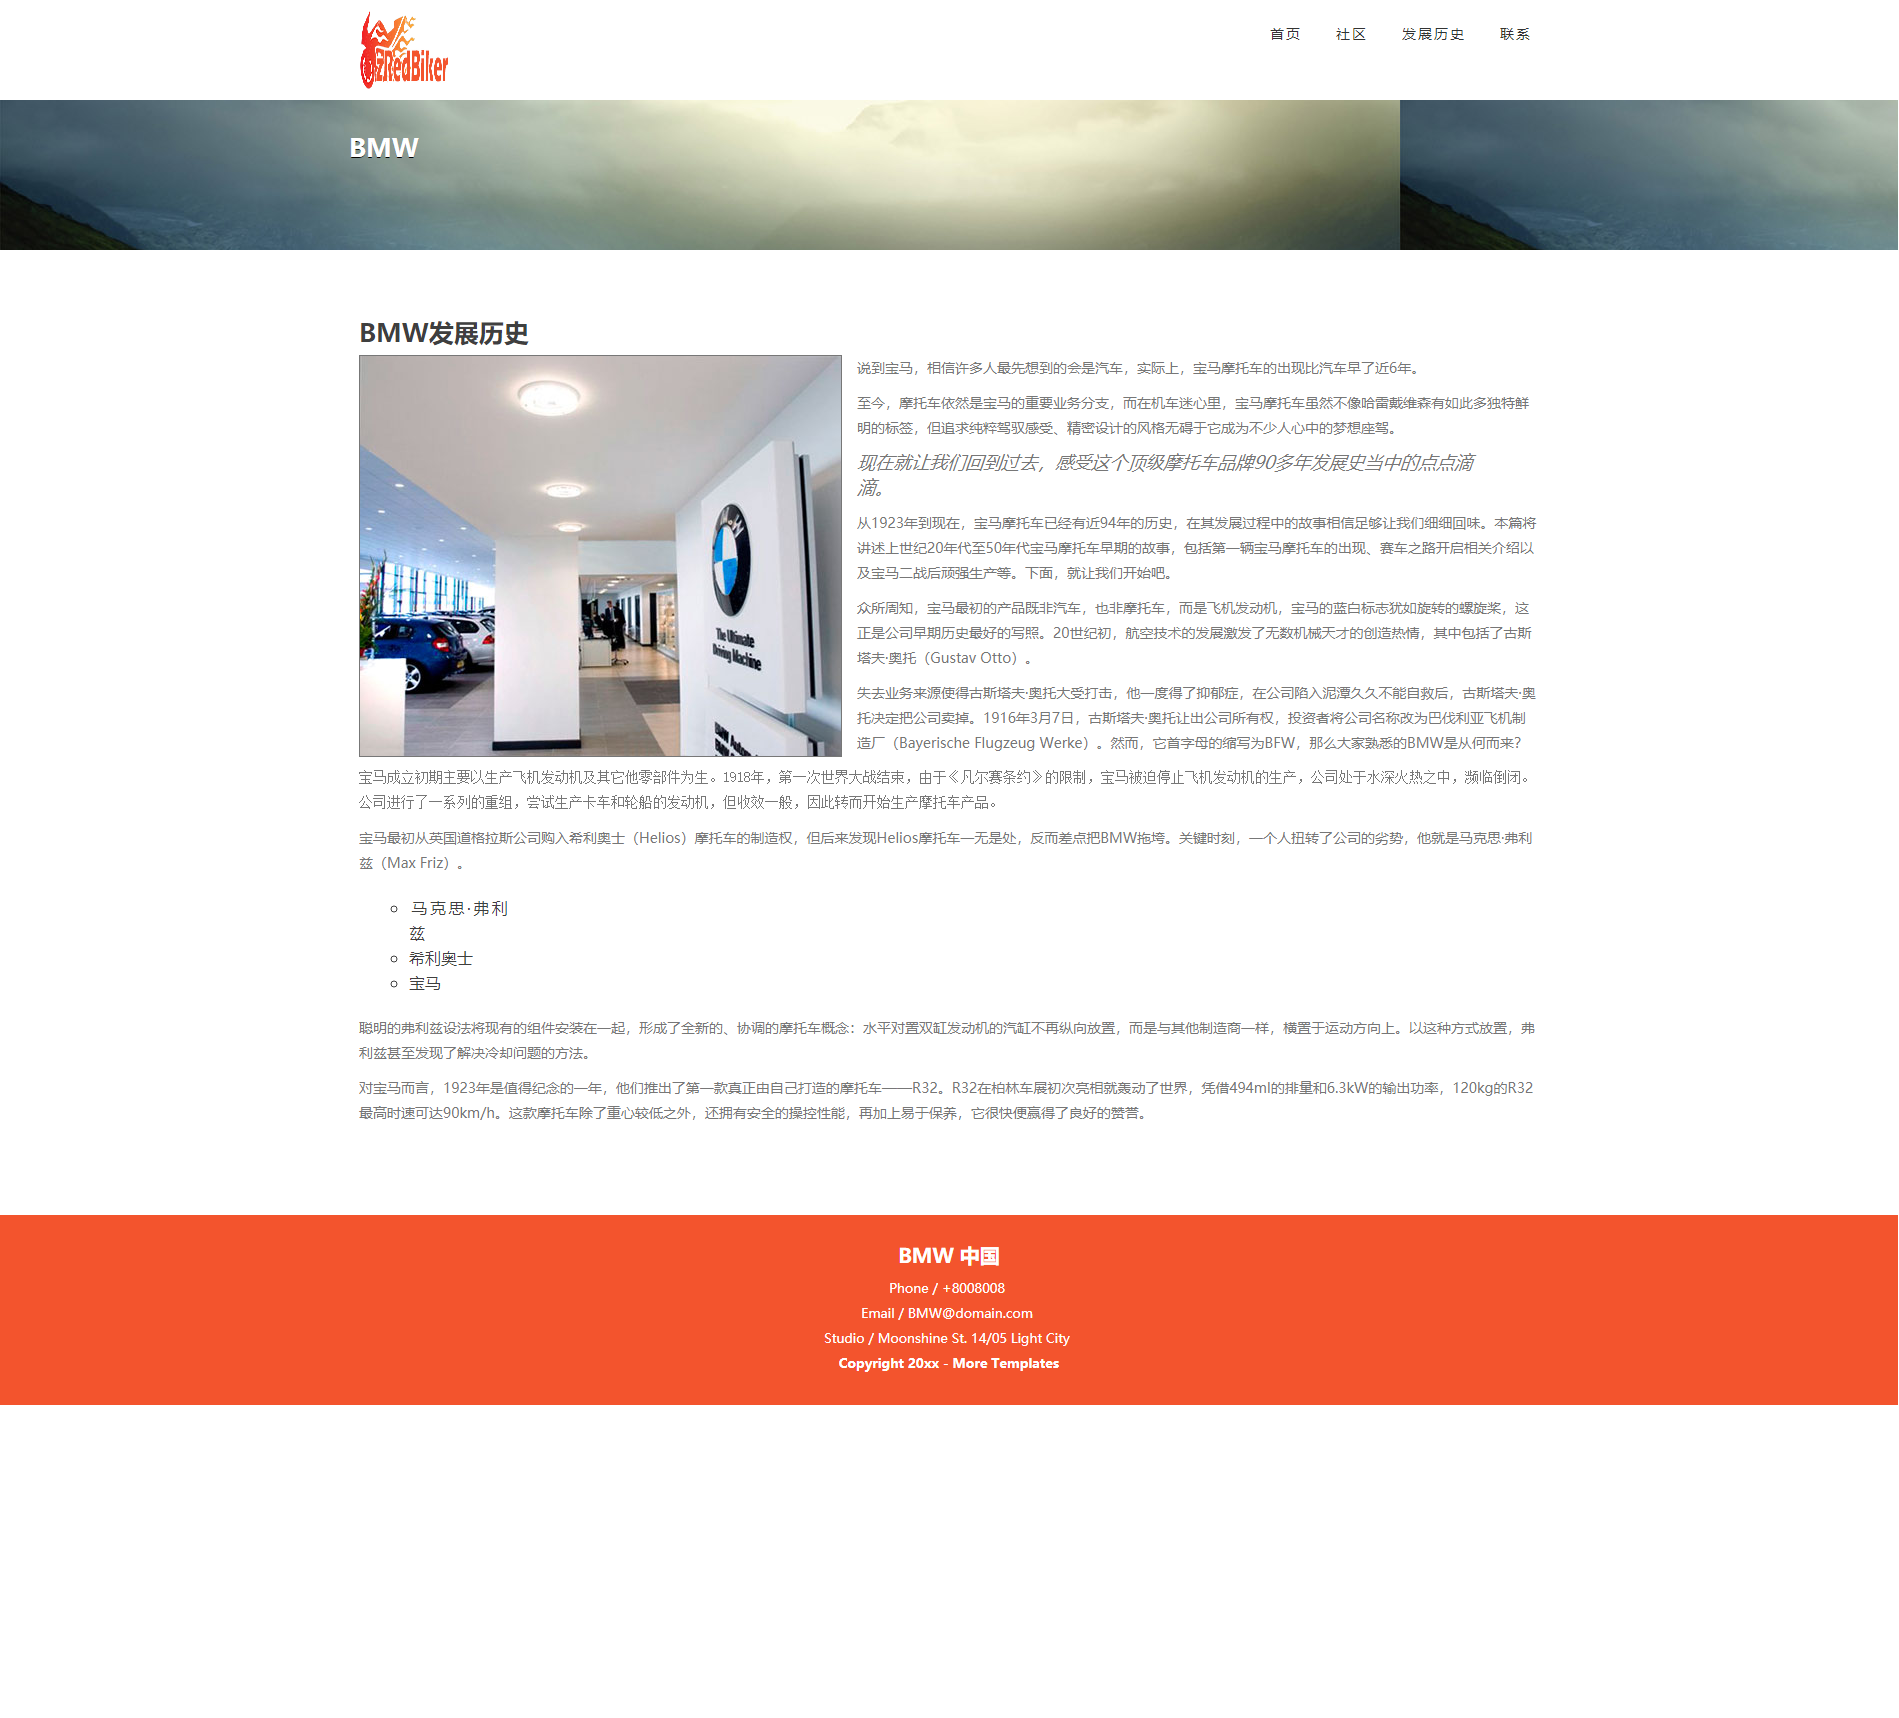 zRedBiker
首页 社区 发展历史 联系
BMW
BMW发展历史
说到宝马，相信许多人最先想到的会是汽车，实际上，宝马摩托车的出现比汽车早了近6年。
至今，摩托车依然是宝马的重要业务分支，而在机车迷心里，宝马摩托车虽然不像哈雷戴维森有如此多独特鲜
明的标签，但追求纯粹驾驭感受、精密设计的风格无碍于它成为不少人心中的梦想座驾。
现在就让我们回到过去，感受这个顶级摩托车品牌90多年发展史当中的点点滴
滴。
从1923年到现在，宝马摩托车已经有近94年的历史，在其发展过程中的故事相信足够让我们细细回味。本篇将
讲述上世纪20年代至50年代宝马摩托车早期的故事，包括第一辆宝马摩托车的出现、赛车之路开启相关介绍以
及宝马二战后顽强生产等。下面，就让我们开始吧。
众所周知，宝马最初的产品既非汽车，也非摩托车，而是飞机发动机，宝马的蓝白标志犹如旋转的螺旋桨，这
正是公司早期历史最好的写照。20世纪初，航空技术的发展激发了无数机械天才的创造热情，其中包括了古斯
塔夫·奥托（Gustav Otto）。
失去业务来源使得古斯塔夫·奥托大受打击，他一度得了抑郁症，在公司陷入泥潭久久不能自救后，古斯塔夫·奥
托决定把公司卖掉。1916年3月7日，古斯塔夫·奥托让出公司所有权，投资者将公司名称改为巴伐利亚飞机制
造厂（Bayerische Flugzeug Werke）。然而，它首字母的缩写为BFW，那么大家熟悉的BMW是从何而来？
BMW
The Ultimate
Driving Machine
宝马成立初期主要以生产飞机发动机及其它他零部件为生。1918年，第一次世界大战结束，由于《凡尔赛条约》的限制，宝马被迫停止飞机发动机的生产，公司处于水深火热之中，濒临倒闭。
公司进行了一系列的重组，尝试生产卡车和轮船的发动机，但收效一般，因此转而开始生产摩托车产品。
宝马最初从英国道格拉斯公司购入希利奥士（Helios）摩托车的制造权，但后来发现Helios摩托车一无是处，反而差点把BMW拖垮。关键时刻，一个人扭转了公司的劣势，他就是马克思·弗利
兹（Max Friz）。
马克思·弗利
兹
希利奥士
宝马
聪明的弗利兹设法将现有的组件安装在一起，形成了全新的、协调的摩托车概念：水平对置双缸发动机的汽缸不再纵向放置，而是与其他制造商一样，横置于运动方向上。以这种方式放置，弗
利兹甚至发现了解决冷却问题的方法。
对宝马而言，1923年是值得纪念的一年，他们推出了第一款真正由自己打造的摩托车——R32。R32在柏林车展初次亮相就轰动了世界，凭借494ml的排量和6.3kW的输出功率，120kg的R32
最高时速可达90km/h。这款摩托车除了重心较低之外，还拥有安全的操控性能，再加上易于保养，它很快便赢得了良好的赞誉。
BMW 中国
Phone / +8008008
Email / BMW@domain.com
Studio / Moonshine St. 14/05 Light City
Copyright 20xx - More Templates